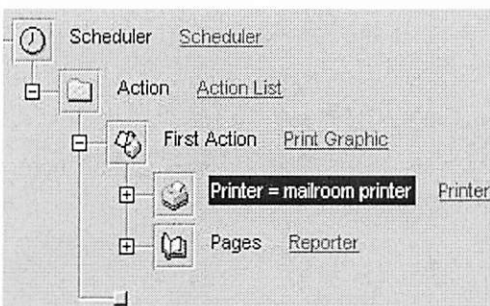 Scheduler Scheduler
Action Action List
First Action Print Graphic
Printer = mailroom printer Printer
Pages Reporter